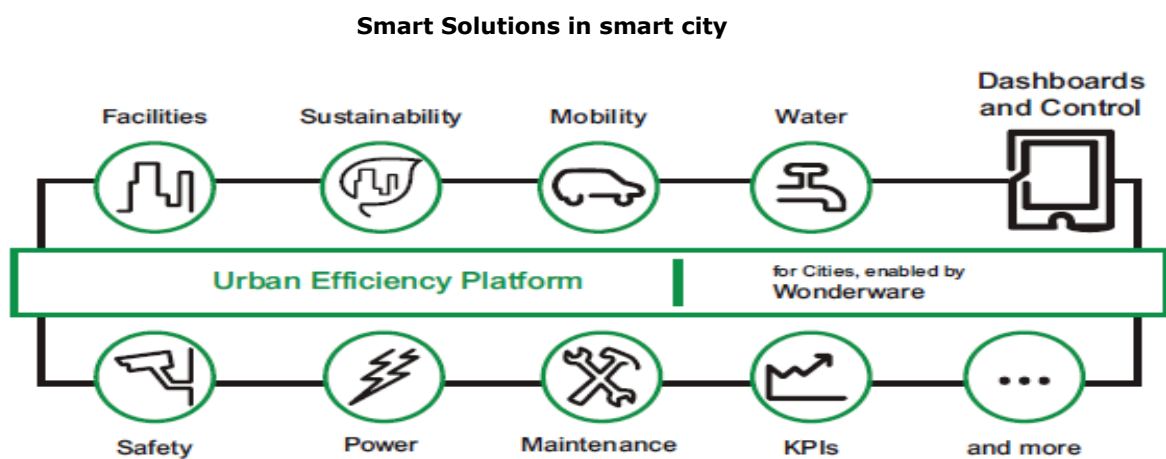 Smart Solutions in smart city
Dashboards
and Control
Facilities
Sustainability
Mobility
Water
Urban Efficiency Platform
for Cities, enabled by
Wonderware
Safety
Power
Maintenance
KPIs
and more